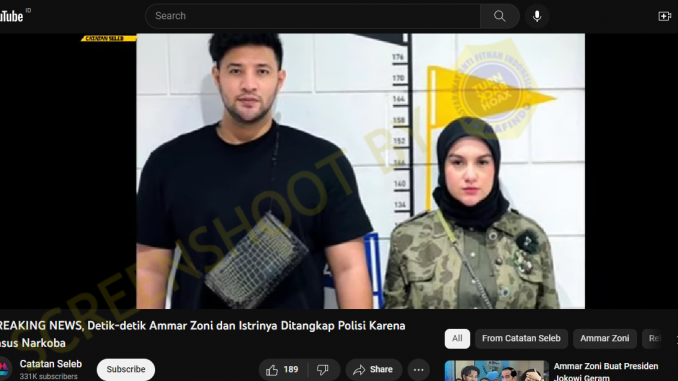 uTube ID
Search
CATATAN SELEB
176
170
164
152
146
140
MASYARAKAT ANTI FITNAH INDONESIA
TURN BACK HOAX
MAFINDO
SCREENSHOOT BY
REAKING NEWS, Detik-detik Ammar Zoni dan Istrinya Ditangkap Polisi Karena
asus Narkoba
All
From Catatan Seleb
Ammar Zoni
Re
Catatan Seleb
331K subscribers
Subscribe
189
Share
Ammar Zoni Buat Presiden
Jokowi Geram